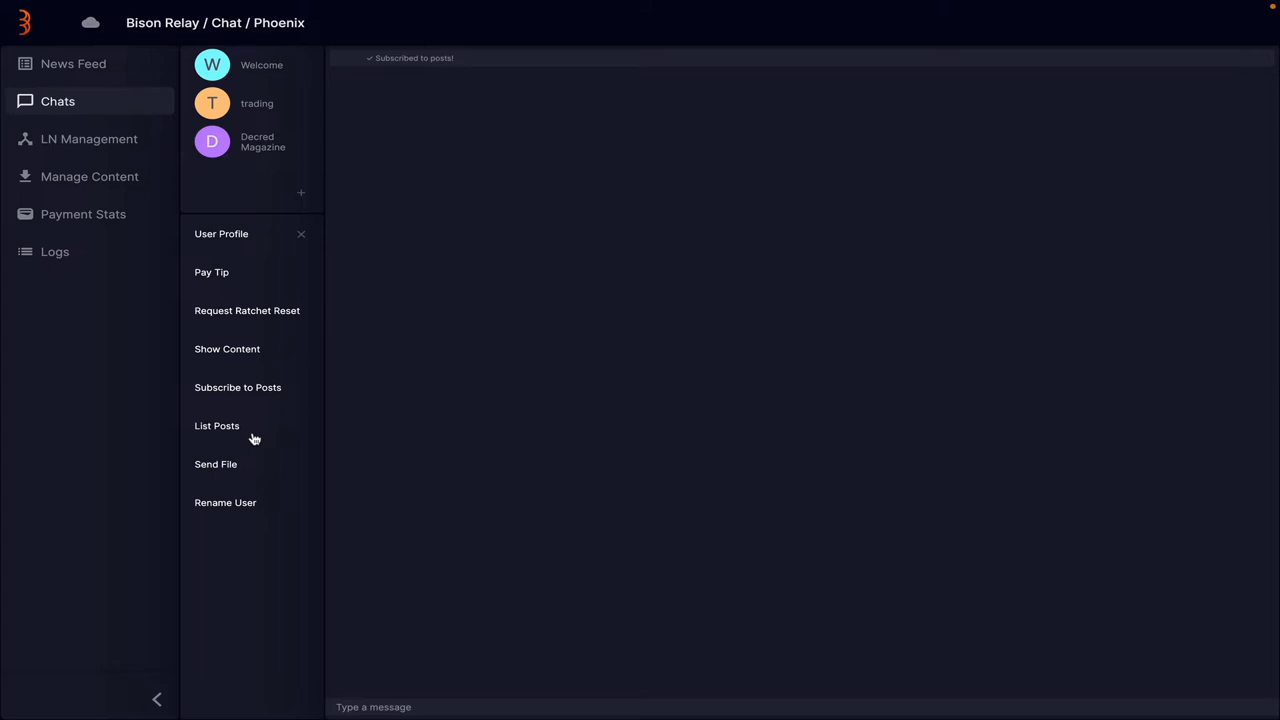 Bison Relay / Chat / Phoenix
News Feed
Chats
LN Management
Manage Content
Payment Stats
Logs
W
Welcome
T
trading
D
Decred
Magazine
User Profile
Pay Tip
Request Ratchet Reset
Show Content
Subscribe to Posts
List Posts
Send File
Rename User
✓ Subscribed to posts!
Type a message